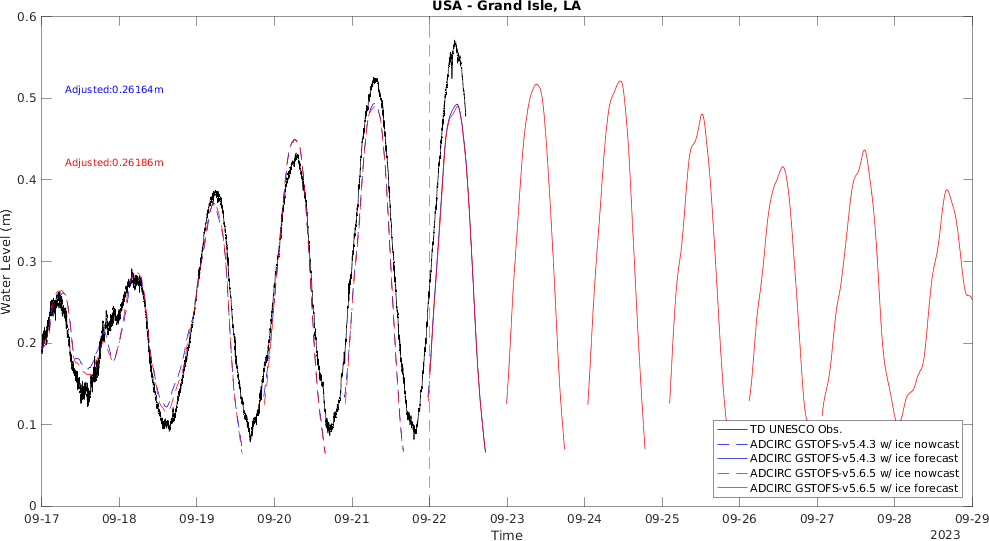 USA - Grand Isle, LA
0.6
0.5
0.4
0.3
0.2
0.1
0
Water Level (m)
Adjusted:0.26164m
Adjusted:0.26186m
TD UNESCO Obs.
ADCIRC GSTOFS-v5.4.3 w/ ice nowcast
ADCIRC GSTOFS-v5.4.3 w/ ice forecast
ADCIRC GSTOFS-v5.6.5 w/ ice nowcast
ADCIRC GSTOFS-v5.6.5 w/ ice forecast
09-17 09-18 09-19 09-20 09-21 09-22 09-23 09-24 09-25 09-26 09-27 09-28 09-29
Time
2023